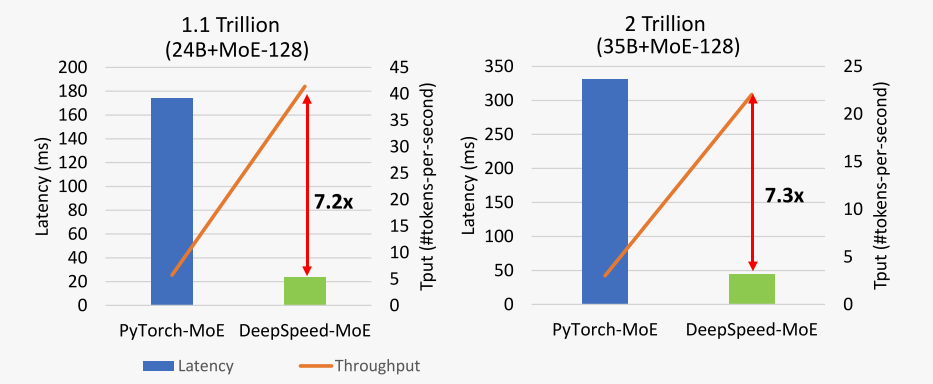 1.1 Trillion
(24B+MoE-128)
200
180
160
140
120
100
80
60
40
20
0
Latency (ms)
45
40
35
30
25
20
15
10
5
0
Tput (#tokens-per-second)
7.2x
PyTorch-MoE DeepSpeed-MoE
2 Trillion
(35B+MoE-128)
350
300
250
200
150
100
50
0
Latency (ms)
25
20
15
10
5
0
Tput (#tokens-per-second)
7.3x
PyTorch-MoE DeepSpeed-MoE
Latency Throughput